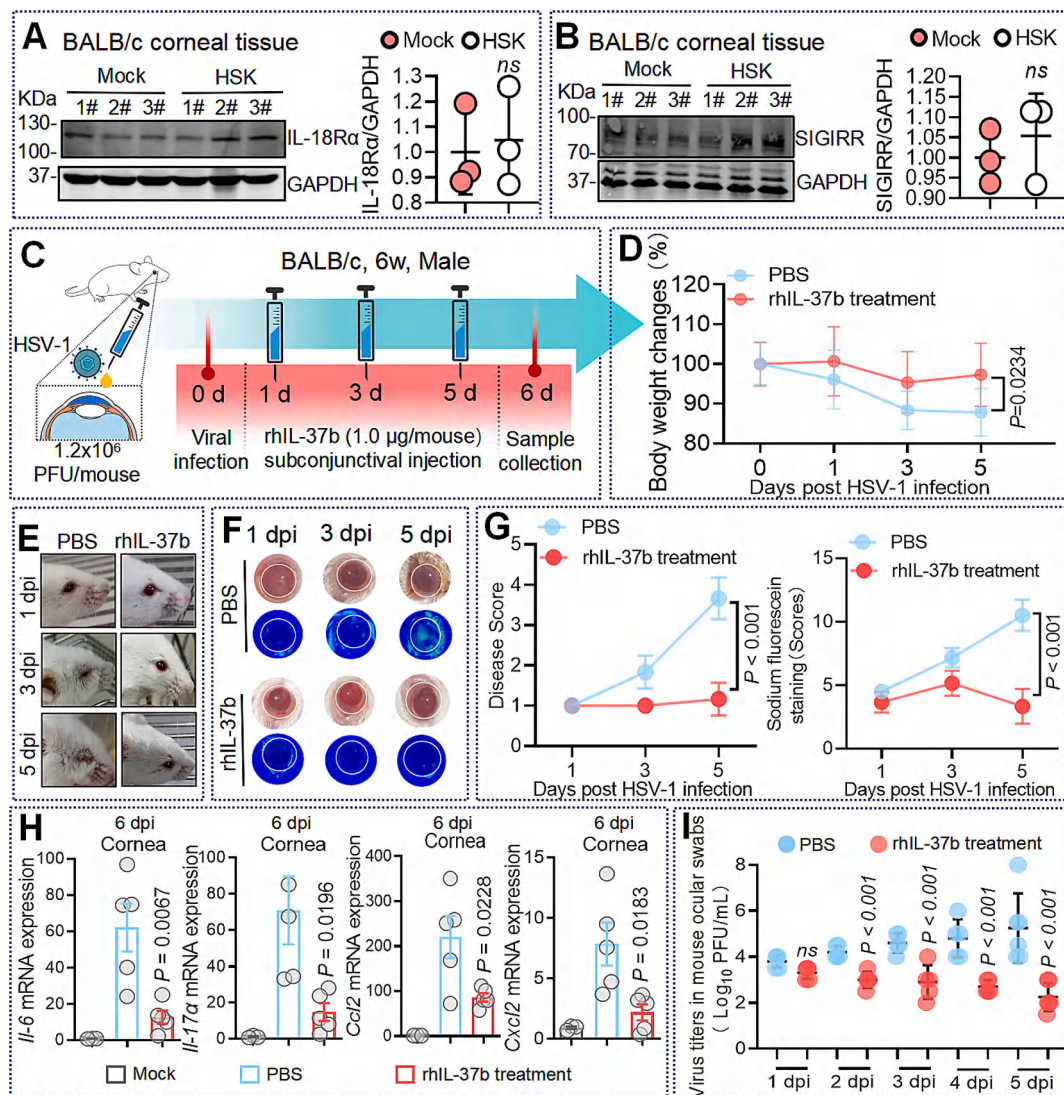 A
BALB/c corneal tissue
Mock
HSK
Mock
HSK
KDa
1# 2# 3# 1# 2# 3#
130-
100-
37-
IL-18Rα
GAPDH
IL-18Rα/GAPDH
1.3
1.2
1.1
1.0
0.9
0.8
ns
B
BALB/c corneal tissue
Mock
HSK
Mock
HSK
KDa
1# 2# 3# 1# 2# 3#
100-
70-
37-
SIGIRR
GAPDH
SIGIRR/GAPDH
1.20
1.15
1.10
1.05
1.00
0.95
0.90
ns
C
BALB/c, 6w, Male
HSV-1
1.2x10⁶
PFU/mouse
0 d
1 d
3 d
5 d
6 d
Viral
infection
rhIL-37b (1.0 μg/mouse)
subconjunctival injection
Sample
collection
D
PBS
rhIL-37b treatment
Body weight changes (%)
120
110
100
90
80
P=0.0234
0 1 3 5
Days post HSV-1 infection
E
PBS rhIL-37b
1 dpi
3 dpi
5 dpi
F
1 dpi 3 dpi 5 dpi
PBS
rhIL-37b
G
PBS
rhIL-37b treatment
Disease Score
5
4
3
2
1
0
P < 0.001
1 3 5
Days post HSV-1 infection
PBS
rhIL-37b treatment
Sodium fluorescein
staining (Scores)
15
10
5
0
P < 0.001
1 3 5
Days post HSV-1 infection
H
6 dpi
Cornea
Il-6 mRNA expression
100
80
60
40
20
0
P = 0.0067
6 dpi
Cornea
Il-17α mRNA expression
100
80
60
40
20
0
P = 0.0196
Cornea
Ccl2 mRNA expression
400
300
200
100
0
P = 0.0228
6 dpi
Cornea
Cxcl2 mRNA expression
15
10
5
0
P = 0.0183
Mock
PBS
rhIL-37b treatment
I
PBS
rhIL-37b treatment
Virus titers in mouse ocular swabs
( Log₁₀ PFU/mL)
8
6
4
2
0
ns
P < 0.001
P < 0.001
P < 0.001
P < 0.001
1 dpi 2 dpi 3 dpi 4 dpi 5 dpi